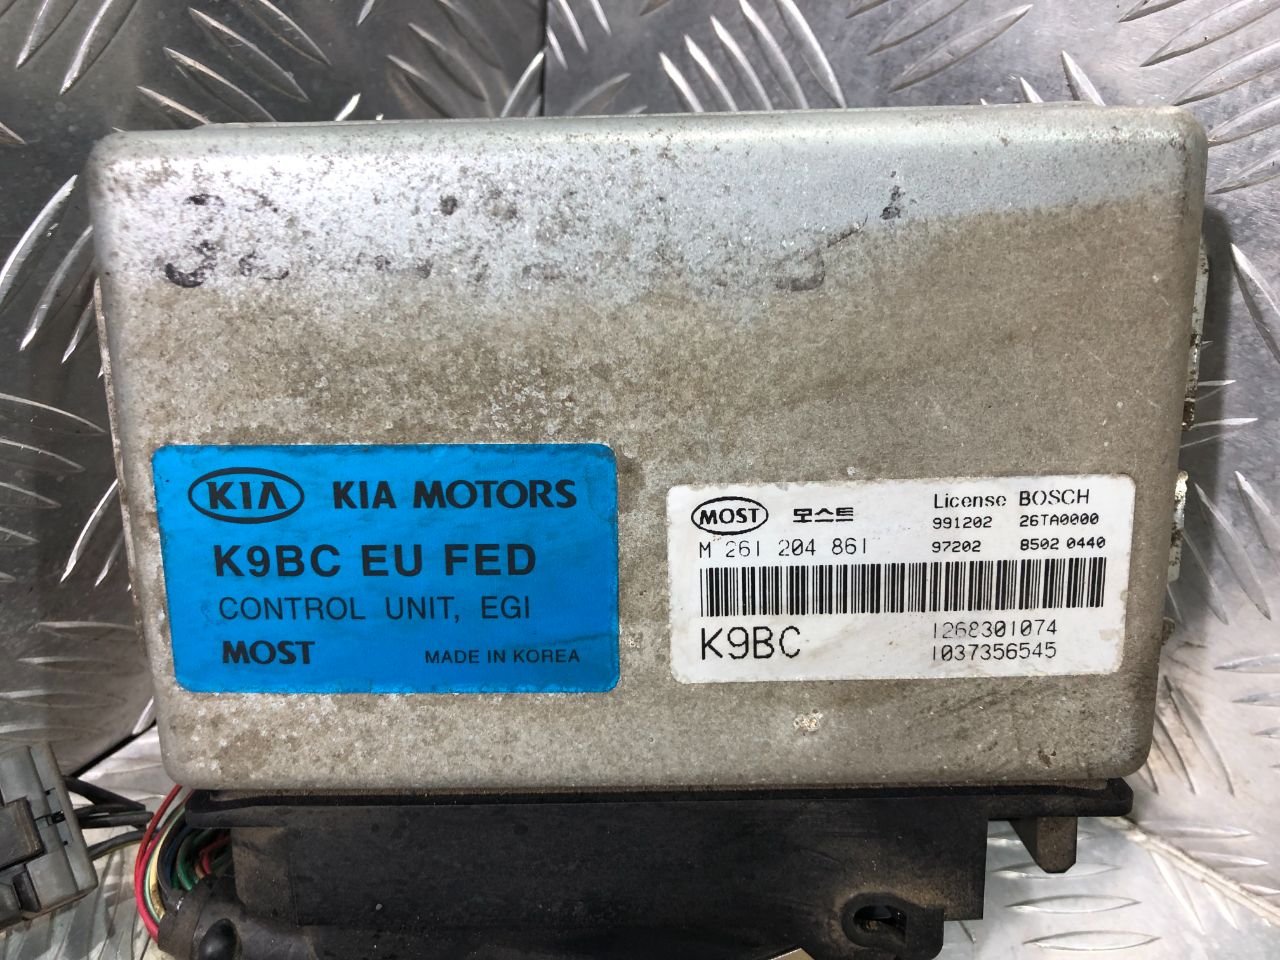 KIA KIA MOTORS
K9BC EU FED
CONTROL UNIT, EGI
MOST MADE IN KOREA
MOST 모스트 License BOSCH
991202 26TA0000
M 261 204 861 97202 8502 0440
K9BC 1268301074
1037356545